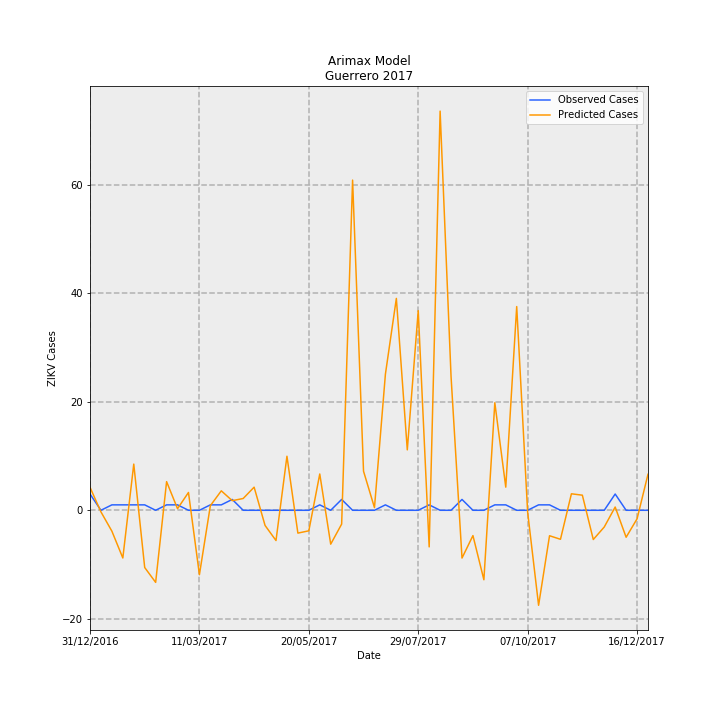 Arimax Model
Guerrero 2017
Observed Cases
Predicted Cases
ZIKV Cases
60
40
20
0
−20
31/12/2016
11/03/2017
20/05/2017
29/07/2017
07/10/2017
16/12/2017
Date